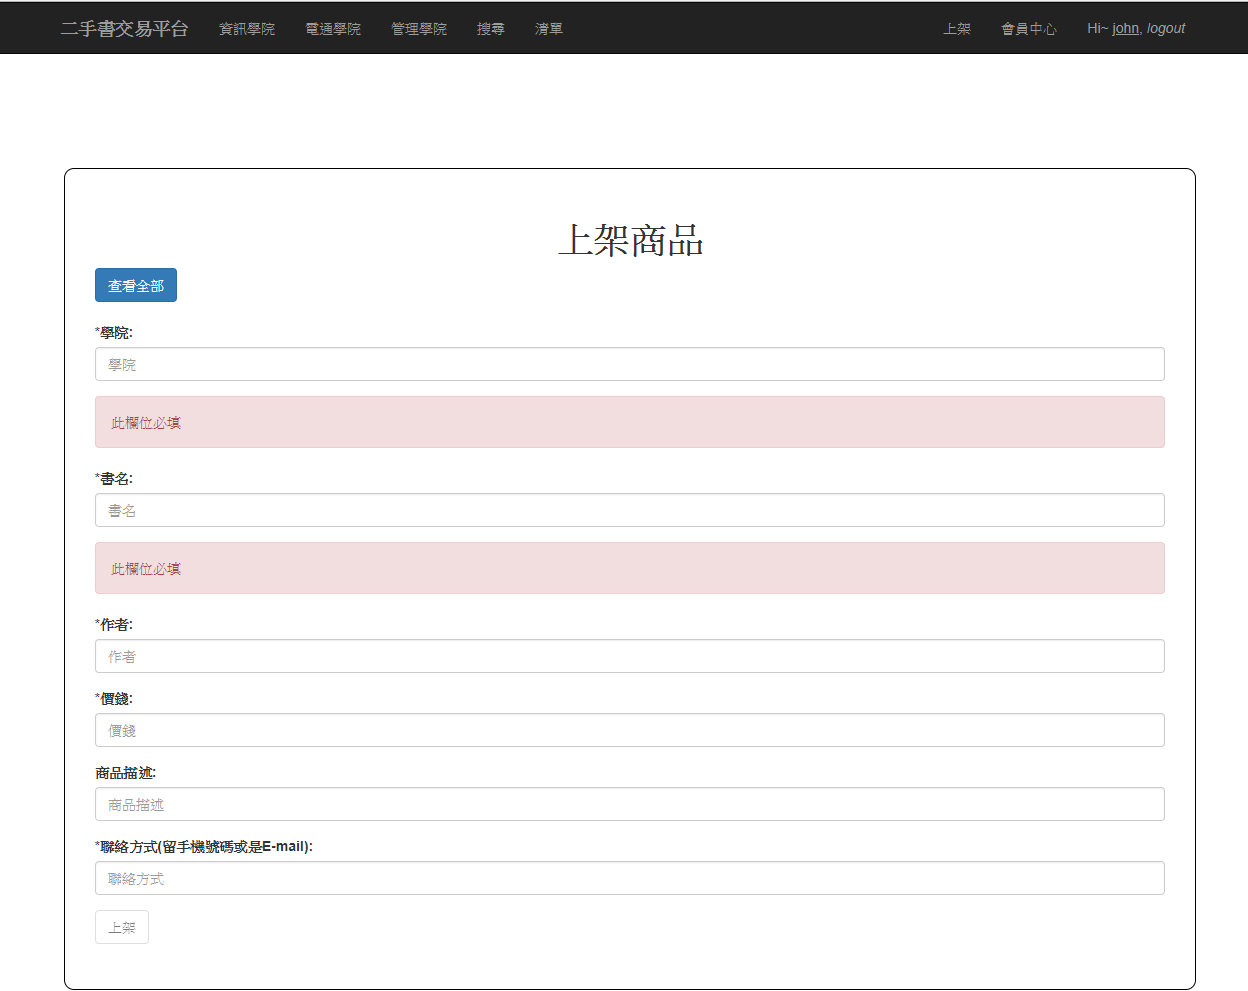 二手書交易平台 資訊學院 電通學院 管理學院 搜尋 清單 上架 會員中心 Hi~ john, logout
上架商品
查看全部
*學院:
學院
此欄位必填
*書名:
書名
此欄位必填
*作者:
作者
*價錢:
價錢
商品描述:
商品描述
*聯絡方式(留手機號碼或是E-mail):
聯絡方式
上架